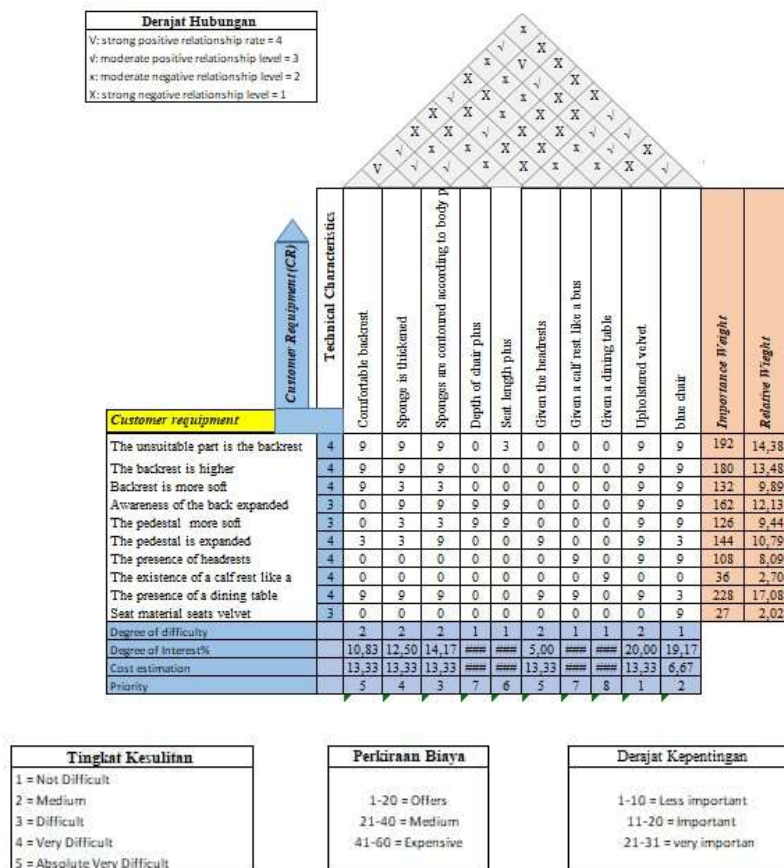 Derajat Hubungan
V: strong positive relationship rate = 4
√: moderate positive relationship level = 3
x: moderate negative relationship level = 2
X: strong negative relationship level = 1
Customer Requipment (CR)
Technical Characteristics
Comfortable backrest
Sponge is thickened
Sponges are contoured according to body p
Depth of chair plus
Seat length plus
Given the headrests
Given a calf rest like a bus
Given a dining table
Upholstered velvet
blue chair
Importance Weight
Relative Wieght
Customer requipment
The unsuitable part is the backrest 4 9 9 9 0 3 0 0 0 9 9 192 14,38
The backrest is higher 4 9 9 9 0 0 0 0 0 9 9 180 13,48
Backrest is more soft 4 9 3 3 0 0 0 0 0 9 9 132 9,89
Awareness of the back expanded 3 0 9 9 9 9 0 0 0 9 9 162 12,13
The pedestal more soft 3 0 3 3 9 9 0 0 0 9 9 126 9,44
The pedestal is expanded 4 3 3 9 0 0 9 0 0 9 3 144 10,79
The presence of headrests 4 0 0 0 0 0 0 9 0 9 9 108 8,09
The existence of a calf rest like a 4 0 0 0 0 0 0 0 9 0 0 36 2,70
The presence of a dining table 4 9 9 9 0 0 9 9 0 9 3 228 17,08
Seat material seats velvet 3 0 0 0 0 0 0 0 0 0 9 27 2,02
Degree of difficulty 2 2 2 1 1 2 1 1 2 1
Degree of Interest% 10,83 12,50 14,17 ### ### 5,00 ### ### 20,00 19,17
Cost estimation 13,33 13,33 13,33 ### ### 13,33 ### ### 13,33 6,67
Priority 5 4 3 7 6 5 7 8 1 2
Tingkat Kesulitan
1 = Not Difficult
2 = Medium
3 = Difficult
4 = Very Difficult
5 = Absolute Very Difficult
Perkiraan Biaya
1-20 = Offers
21-40 = Medium
41-60 = Expensive
Derajat Kepentingan
1-10 = Less important
11-20 = Important
21-31 = very importan